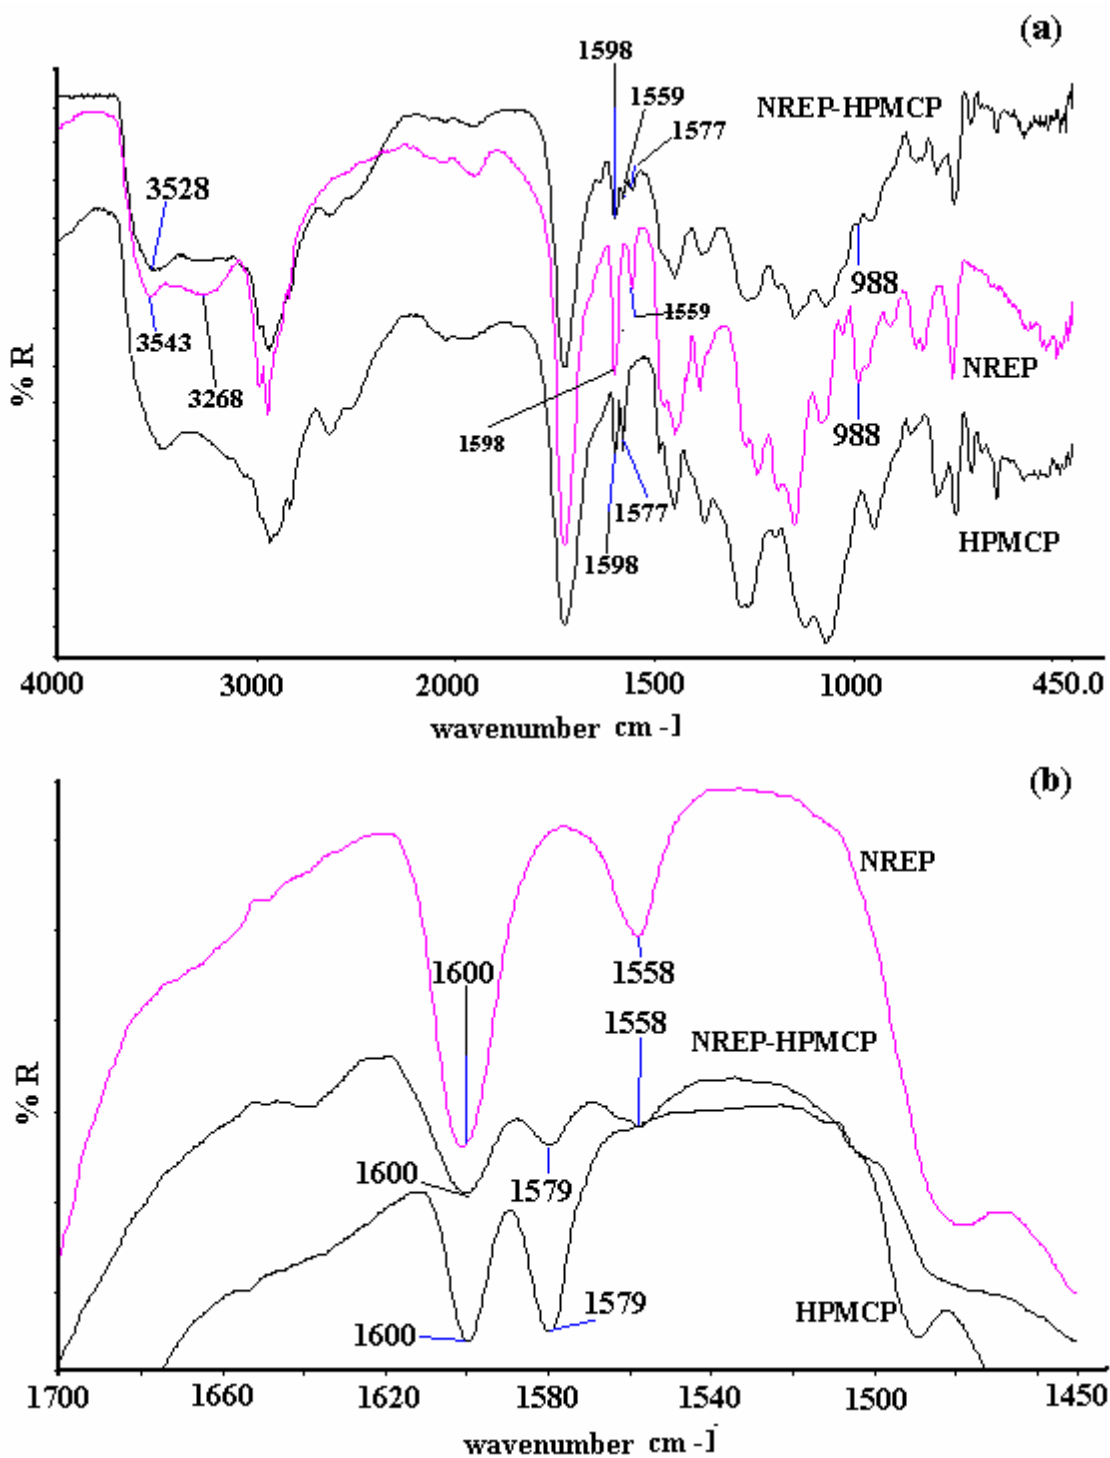 (a)
1598
1559
1577
NREP-HPMCP
3528
988
3543
3268
1559
NREP
1598
988
1577
1598
HPMCP
% R
4000 3000 2000 1500 1000 450.0
wavenumber cm -1
(b)
NREP
1600
1558
1558
NREP-HPMCP
1600
1579
1579
HPMCP
1600
% R
1700 1660 1620 1580 1540 1500 1450
wavenumber cm -1